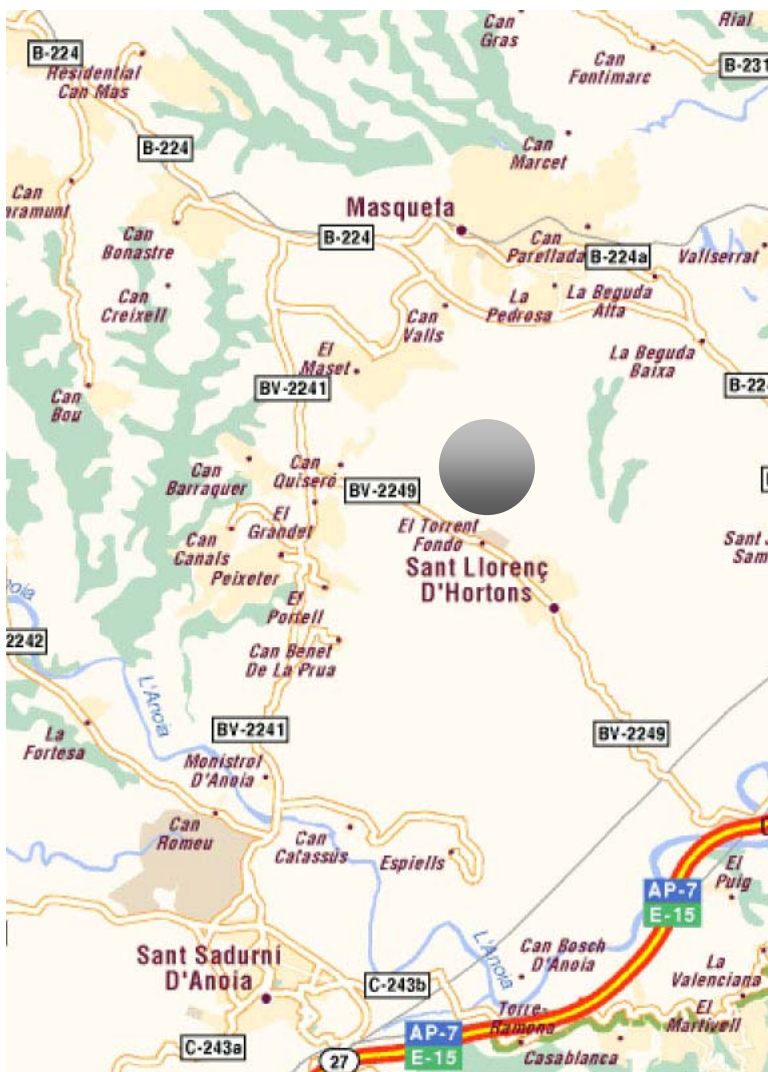 Can
Gras
Rial
B-224
Can
Fontimarc
B-231
Residential
Can Mas
Can
Marcet
B-224
Can
Masquefa
Can
Bonastre
B-224
Can
Parellada
B-224a
Vallserrat
Can
Creixell
La
Pedrosa
La Beguda
Alta
Can
Valls
El
Maset
La Beguda
Baixa
BV-2241
Can
Bou
Can
Barraquer
Can
Quiseró
BV-2249
El
Grandet
El Torrent
Fondo
Can
Canals
Sant Llorenç
D'Hortons
Peixeter
El
Portell
2242
Can Benet
De La Prua
L'Anoia
La
Fortesa
BV-2241
BV-2249
Monistrol
D'Anoia
Can
Romeu
Can
Catassús
Espiells
El
Puig
AP-7
E-15
Sant Sadurní
D'Anoia
L'Anoia
Can Bosch
D'Anoia
La
Valenciana
C-243b
Torre-
Ramona
El
Martivell
C-243a
AP-7
E-15
27
Casablanca